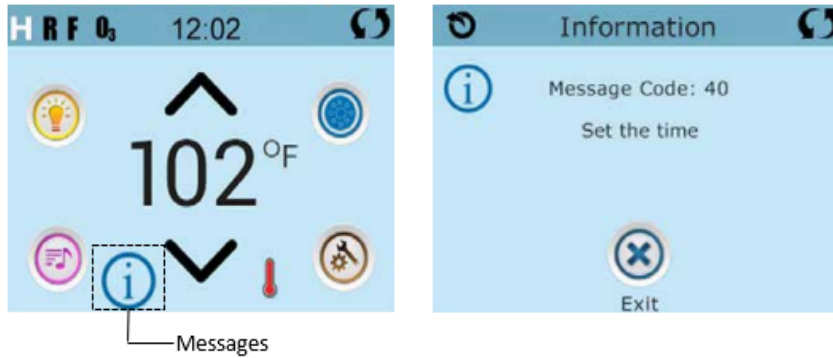 H R F O₃ 12:02
102°F
Messages
Information
Message Code: 40
Set the time
Exit